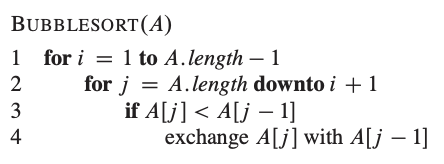 BUBBLESORT(A)
1 for i = 1 to A.length − 1
2 for j = A.length downto i + 1
3 if A[j] < A[j − 1]
4 exchange A[j] with A[j − 1]